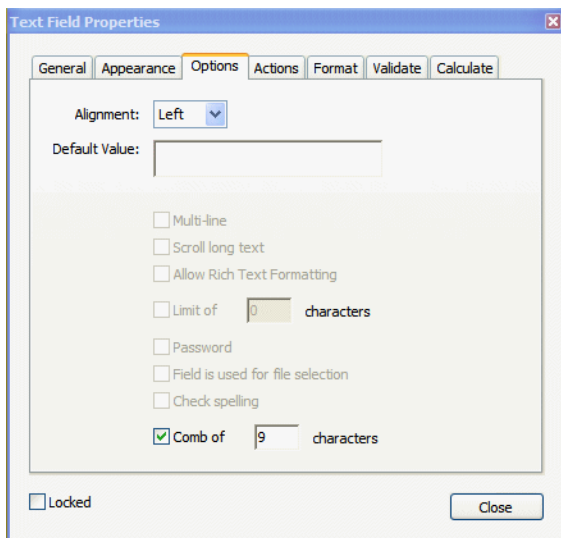 Text Field Properties
General Appearance Options Actions Format Validate Calculate
Alignment: Left
Default Value:
Multi-line
Scroll long text
Allow Rich Text Formatting
Limit of 0 characters
Password
Field is used for file selection
Check spelling
Comb of 9 characters
Locked Close